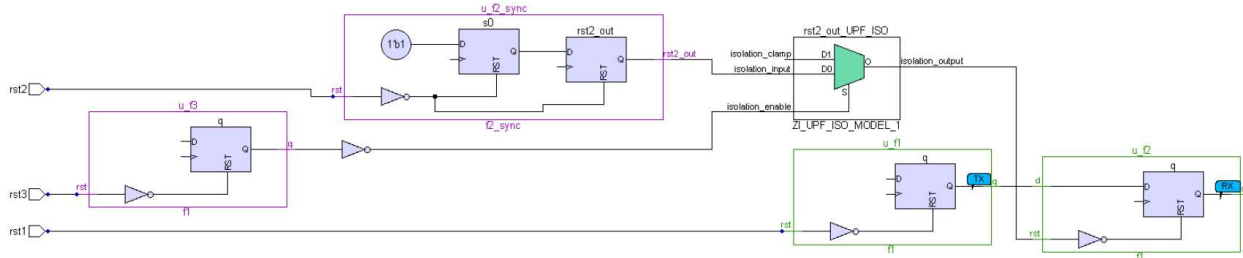 u_f2_sync
s0
rst2_out
1'b1
D
Q
RST
D
Q
RST
rst2_out
rst2
rst
f2_sync
rst2_out_UPF_ISO
isolation_clamp
D1
isolation_input
D0
O
isolation_output
S
isolation_enable
ZI_UPF_ISO_MODEL_1
u_f3
q
D
Q
RST
q
rst3
rst
f1
u_f1
q
D
Q
RST
TX
q
rst1
rst
f1
u_f2
q
d
D
Q
RST
RX
rst
f1